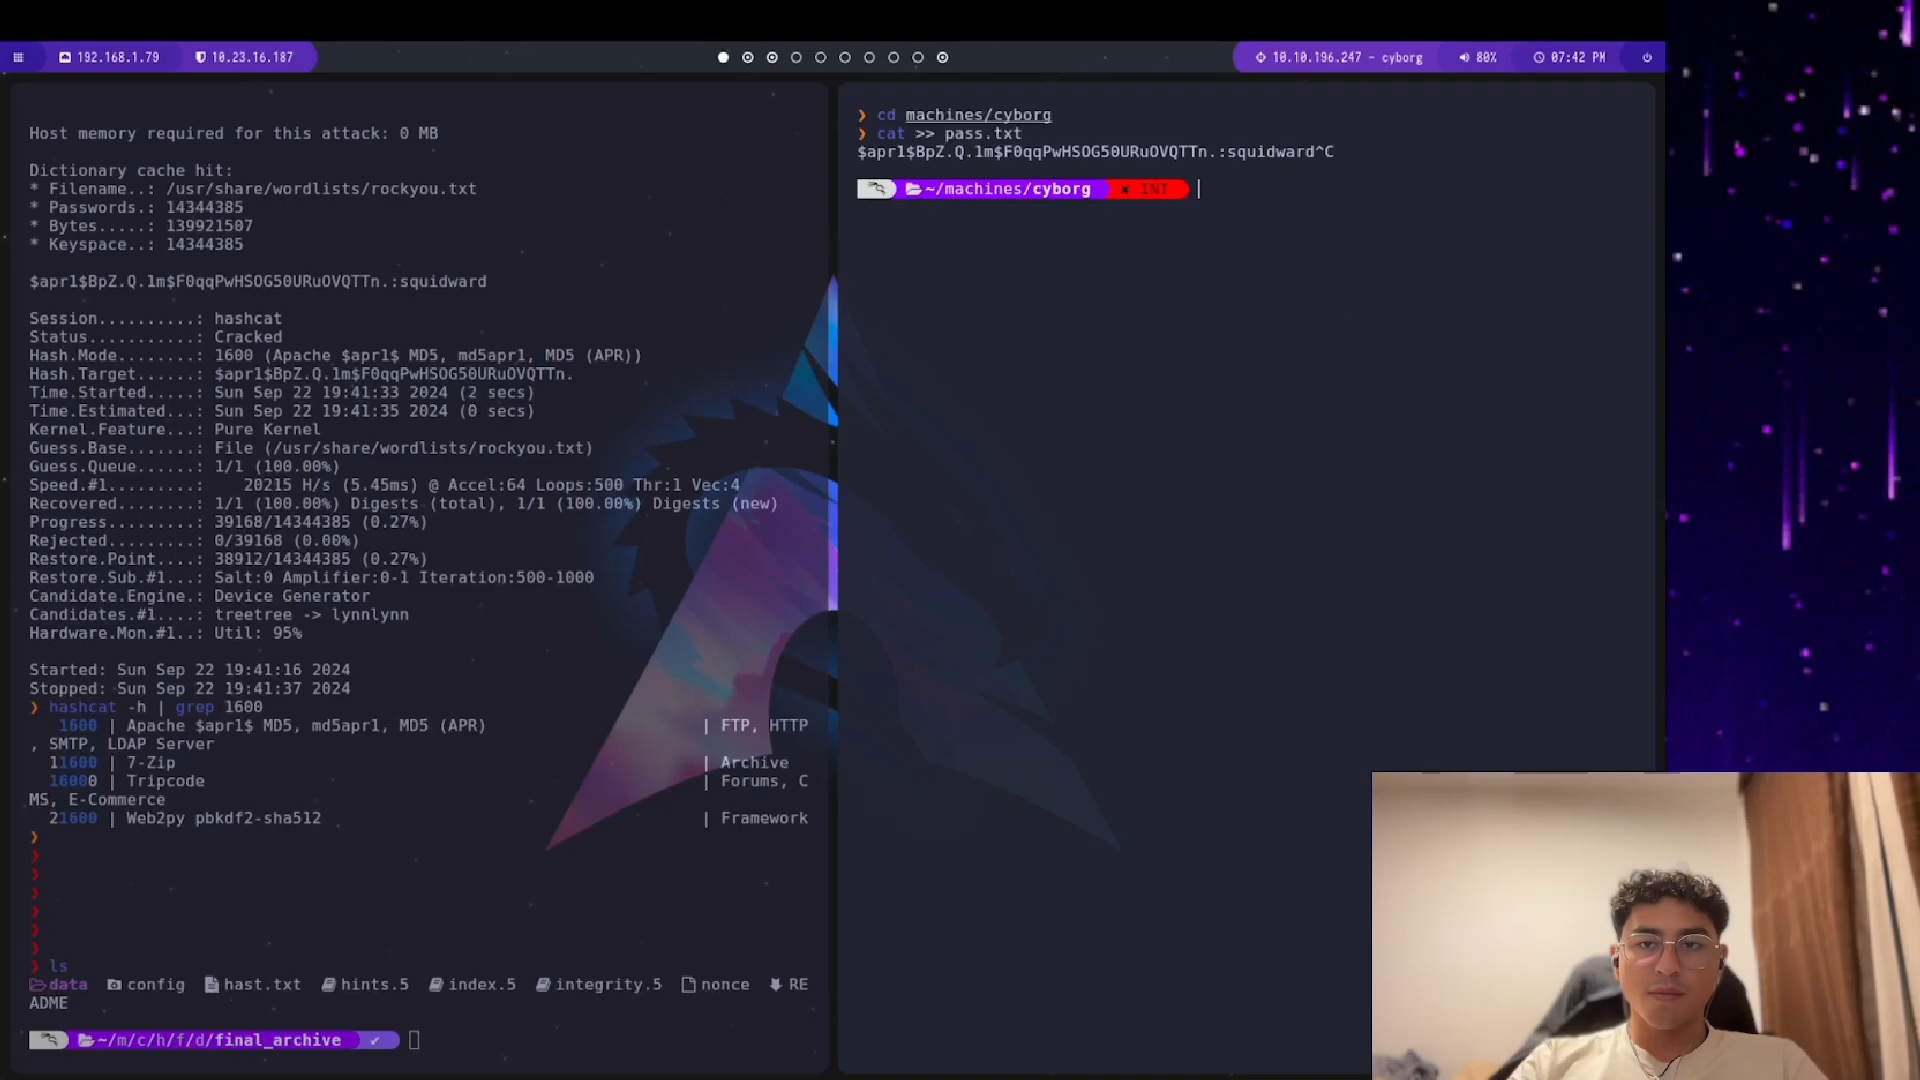 192.168.1.79 10.23.16.187 10.10.196.247 - cyborg 80% 07:42 PM
Host memory required for this attack: 0 MB
Dictionary cache hit:
* Filename..: /usr/share/wordlists/rockyou.txt
* Passwords.: 14344385
* Bytes.....: 139921507
* Keyspace..: 14344385
$apr1$BpZ.Q.1m$F0qqPwHSOG50URuOVQTTn.:squidward
Session..........: hashcat
Status...........: Cracked
Hash.Mode........: 1600 (Apache $apr1$ MD5, md5apr1, MD5 (APR))
Hash.Target......: $apr1$BpZ.Q.1m$F0qqPwHSOG50URuOVQTTn.
Time.Started.....: Sun Sep 22 19:41:33 2024 (2 secs)
Time.Estimated...: Sun Sep 22 19:41:35 2024 (0 secs)
Kernel.Feature...: Pure Kernel
Guess.Base.......: File (/usr/share/wordlists/rockyou.txt)
Guess.Queue......: 1/1 (100.00%)
Speed.#1.........:    20215 H/s (5.45ms) @ Accel:64 Loops:500 Thr:1 Vec:4
Recovered........: 1/1 (100.00%) Digests (total), 1/1 (100.00%) Digests (new)
Progress.........: 39168/14344385 (0.27%)
Rejected.........: 0/39168 (0.00%)
Restore.Point....: 38912/14344385 (0.27%)
Restore.Sub.#1...: Salt:0 Amplifier:0-1 Iteration:500-1000
Candidate.Engine.: Device Generator
Candidates.#1....: treetree -> lynnlynn
Hardware.Mon.#1..: Util: 95%
Started: Sun Sep 22 19:41:16 2024
Stopped: Sun Sep 22 19:41:37 2024
❯ hashcat -h | grep 1600
1600 | Apache $apr1$ MD5, md5apr1, MD5 (APR) | FTP, HTTP
, SMTP, LDAP Server
11600 | 7-Zip | Archive
16000 | Tripcode | Forums, C
MS, E-Commerce
21600 | Web2py pbkdf2-sha512 | Framework
❯
❯
❯
❯
❯
❯
❯
❯ ls
data config hast.txt hints.5 index.5 integrity.5 nonce RE
ADME
~/m/c/h/f/d/final_archive ✔
❯ cd machines/cyborg
❯ cat >> pass.txt
$apr1$BpZ.Q.1m$F0qqPwHSOG50URuOVQTTn.:squidward^C
~/machines/cyborg ✘ INT